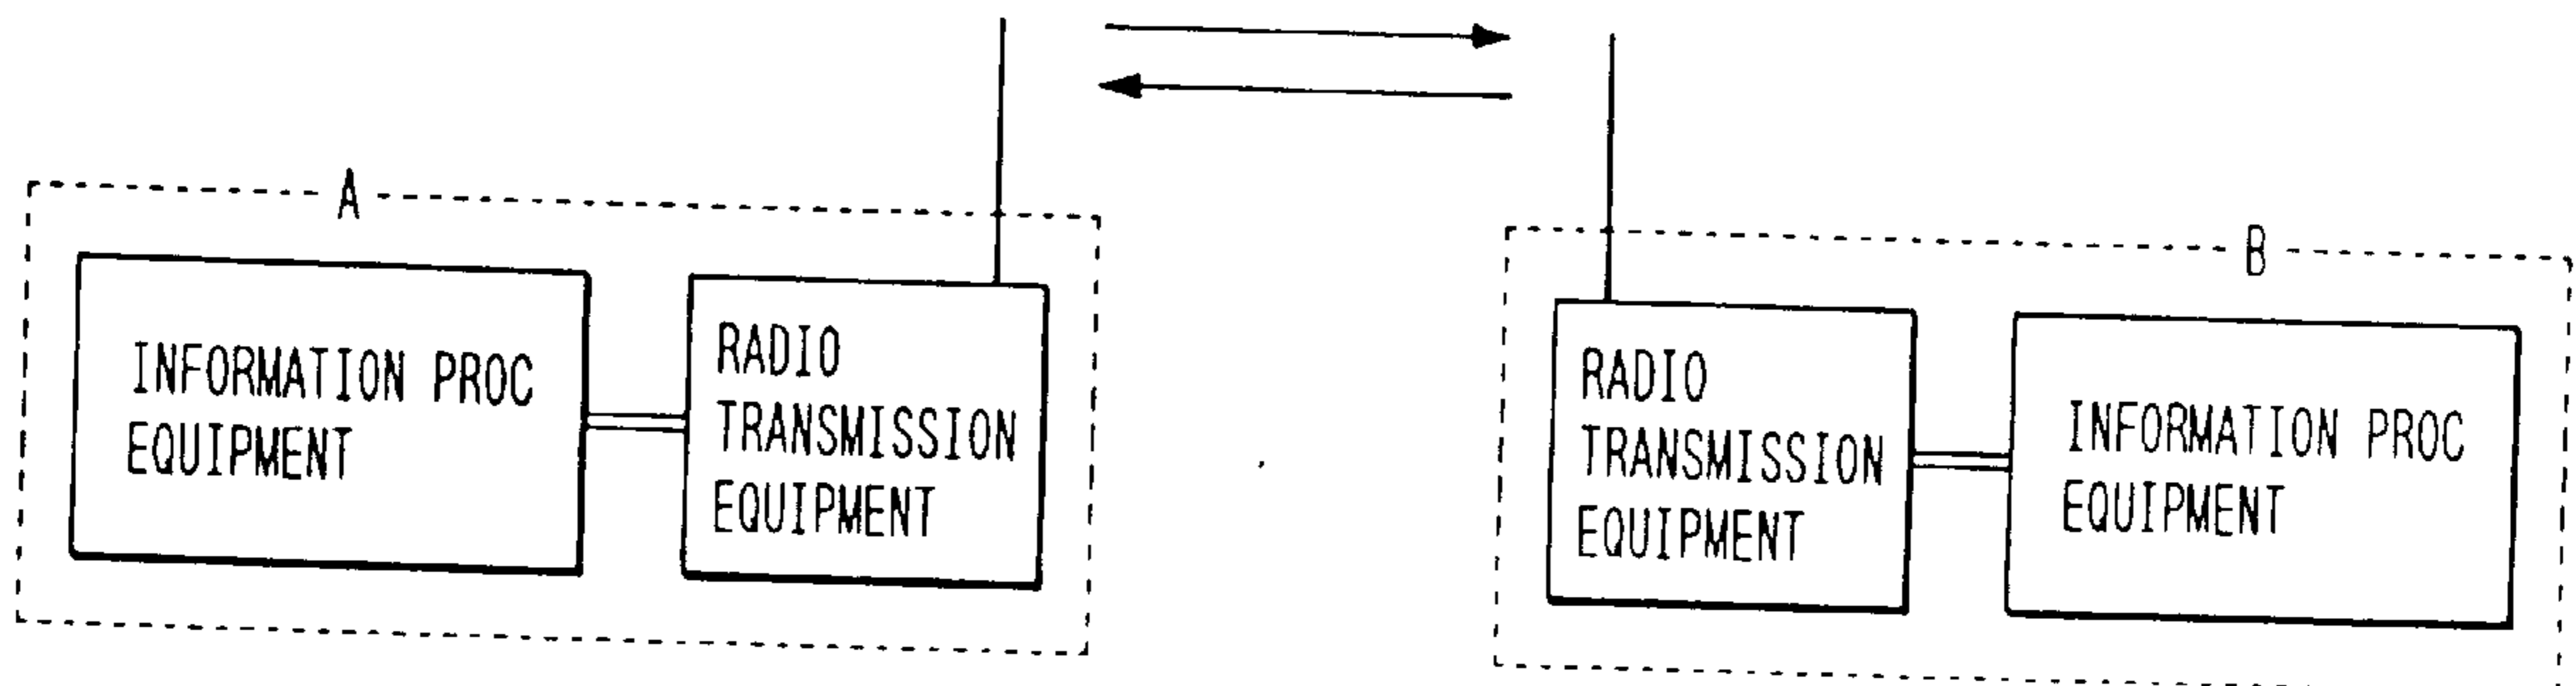 A
INFORMATION PROC
EQUIPMENT
RADIO
TRANSMISSION
EQUIPMENT
B
RADIO
TRANSMISSION
EQUIPMENT
INFORMATION PROC
EQUIPMENT